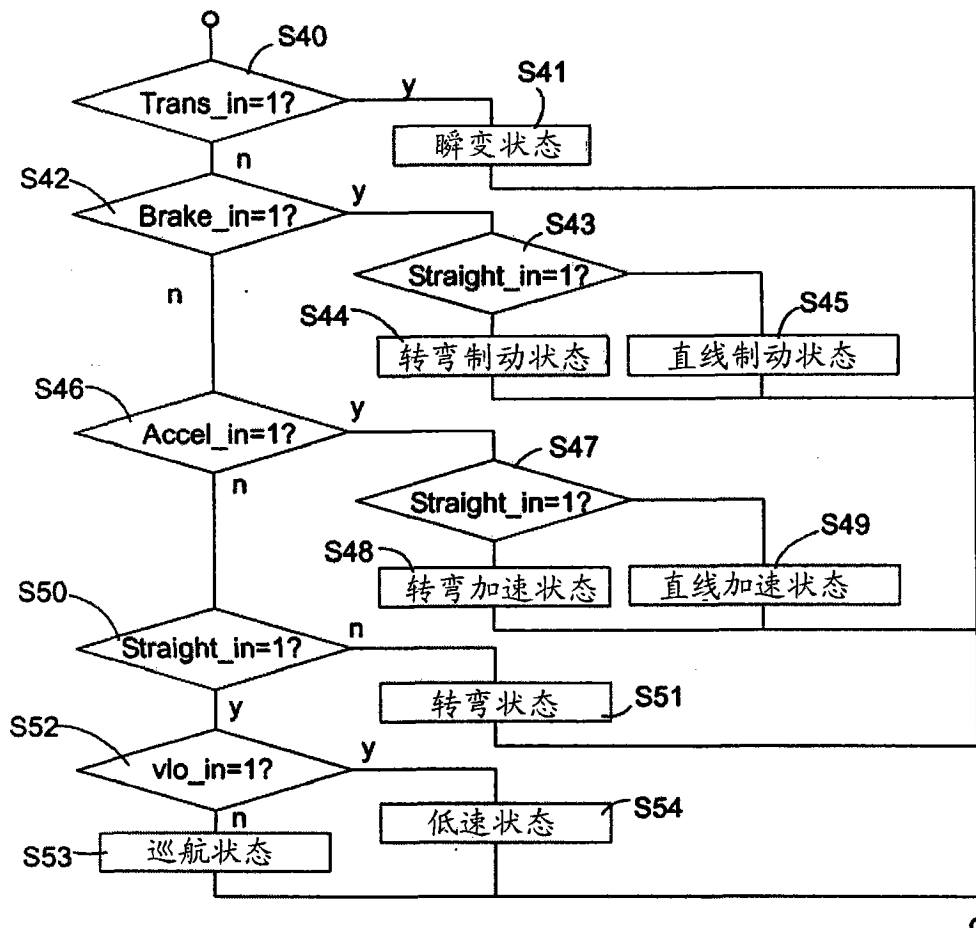 S40
Trans_in=1?
y
S41
瞬变状态
n
S42
Brake_in=1?
y
S43
Straight_in=1?
n
S44
转弯制动状态
S45
直线制动状态
S46
Accel_in=1?
y
n
S47
Straight_in=1?
S48
转弯加速状态
S49
直线加速状态
S50
Straight_in=1?
n
转弯状态
S51
y
S52
vlo_in=1?
y
n
低速状态
S54
S53
巡航状态